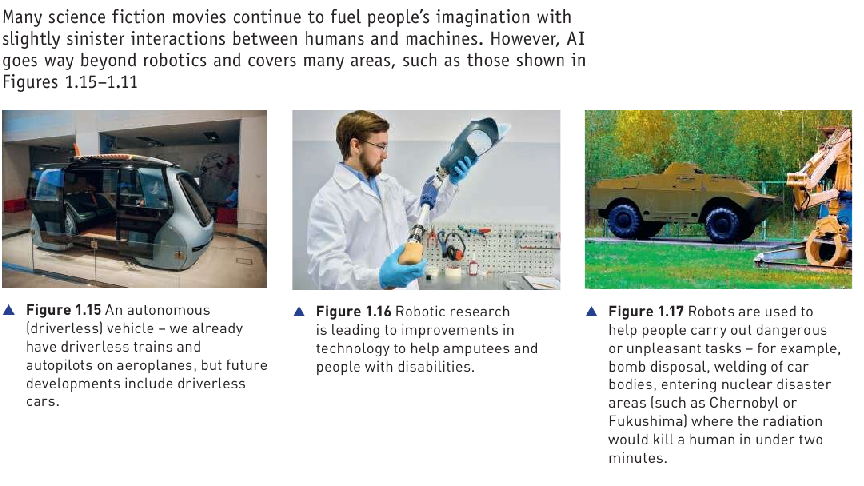 Many science fiction movies continue to fuel people’s imagination with
slightly sinister interactions between humans and machines. However, AI
goes way beyond robotics and covers many areas, such as those shown in
Figures 1.15–1.11
▲ Figure 1.15 An autonomous
(driverless) vehicle – we already
have driverless trains and
autopilots on aeroplanes, but future
developments include driverless
cars.
▲ Figure 1.16 Robotic research
is leading to improvements in
technology to help amputees and
people with disabilities.
▲ Figure 1.17 Robots are used to
help people carry out dangerous
or unpleasant tasks – for example,
bomb disposal, welding of car
bodies, entering nuclear disaster
areas (such as Chernobyl or
Fukushima) where the radiation
would kill a human in under two
minutes.